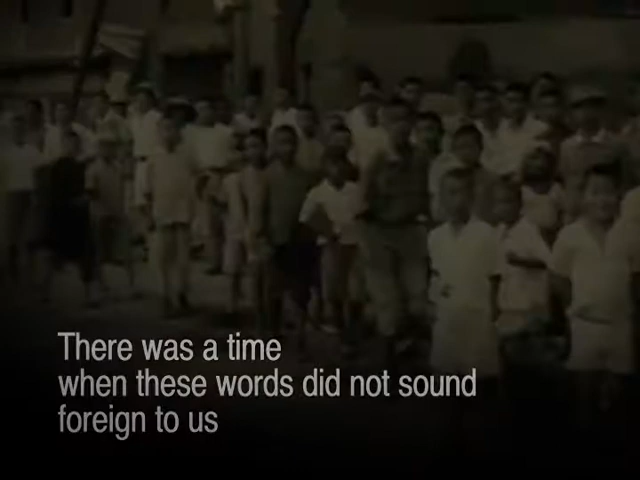 There was a time
when these words did not sound
foreign to us